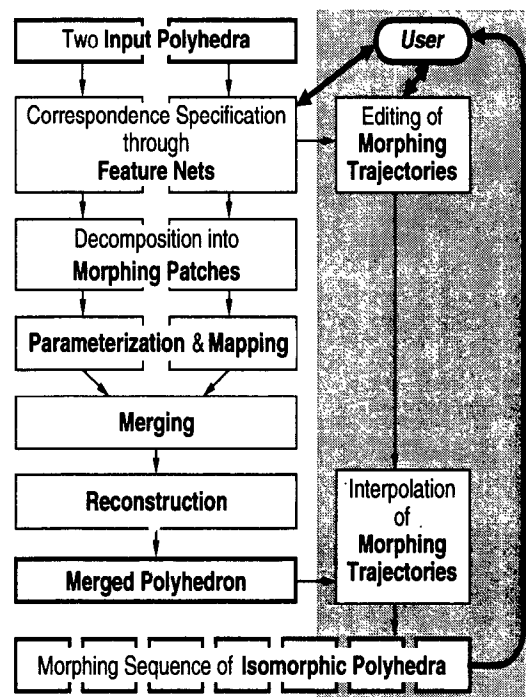 Two Input Polyhedra
User
Correspondence Specification
through
Feature Nets
Editing of
Morphing
Trajectories
Decomposition into
Morphing Patches
Parameterization & Mapping
Merging
Reconstruction
Merged Polyhedron
Interpolation
of
Morphing
Trajectories
Morphing Sequence of Isomorphic Polyhedra